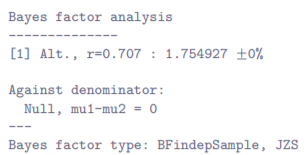 Bayes factor analysis
--------------
[1] Alt., r=0.707 : 1.754927 ±0%
Against denominator:
Null, mu1-mu2 = 0
---
Bayes factor type: BFindepSample, JZS